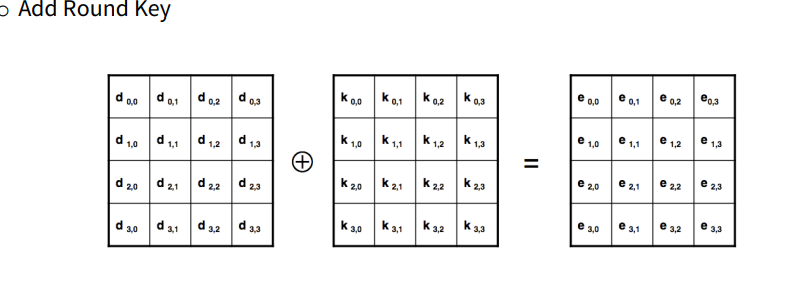 o Add Round Key
d 0,0 d 0,1 d 0,2 d 0,3 k 0,0 k 0,1 k 0,2 k 0,3 e 0,0 e 0,1 e 0,2 e0,3
d 1,0 d 1,1 d 1,2 d 1,3 k 1,0 k 1,1 k 1,2 k 1,3 e 1,0 e 1,1 e 1,2 e 1,3
⊕ =
d 2,0 d 2,1 d 2,2 d 2,3 k 2,0 k 2,1 k 2,2 k 2,3 e 2,0 e 2,1 e 2,2 e 2,3
d 3,0 d 3,1 d 3,2 d 3,3 k 3,0 k 3,1 k 3,2 k 3,3 e 3,0 e 3,1 e 3,2 e 3,3